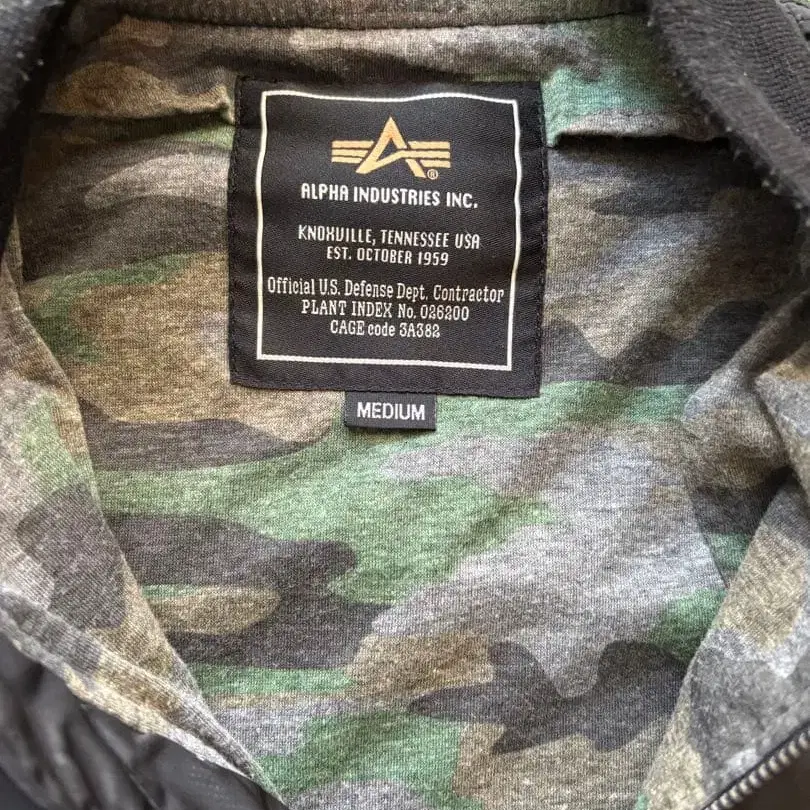 ®
ALPHA INDUSTRIES INC.
KNOXVILLE, TENNESSEE USA
EST. OCTOBER 1959
Official U.S. Defense Dept. Contractor
PLANT INDEX No. 026200
CAGE code 3A382
MEDIUM